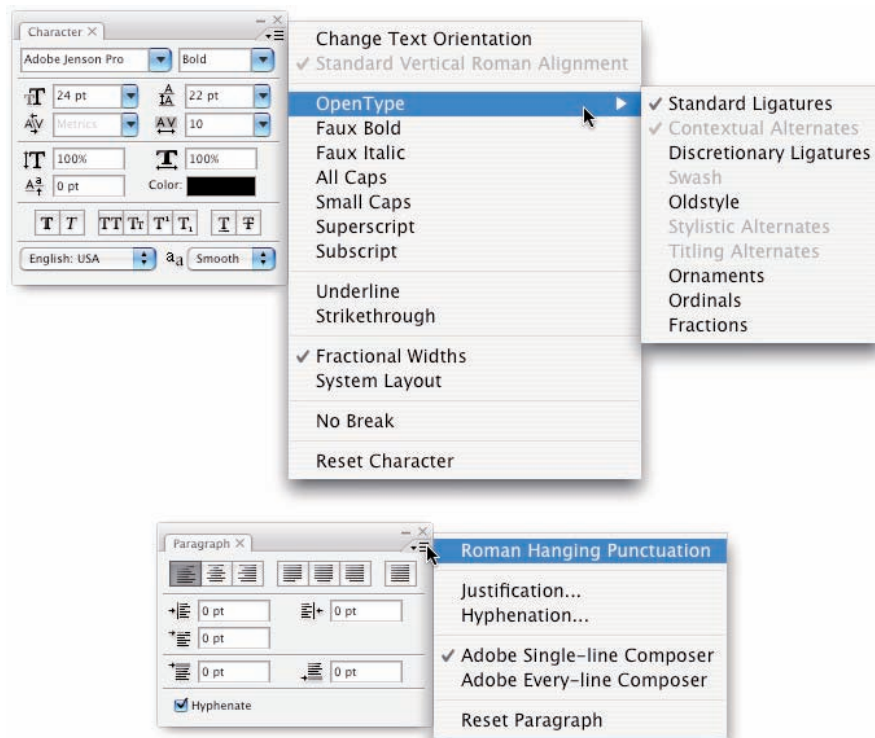 Character ×
Adobe Jenson Pro Bold
24 pt 22 pt
Metrics 10
100% 100%
0 pt Color:
T T TT Tr T¹ T₁ T T
English: USA aa Smooth
Change Text Orientation
✓ Standard Vertical Roman Alignment
OpenType
Faux Bold
Faux Italic
All Caps
Small Caps
Superscript
Subscript
Underline
Strikethrough
✓ Fractional Widths
System Layout
No Break
Reset Character
✓ Standard Ligatures
✓ Contextual Alternates
Discretionary Ligatures
Swash
Oldstyle
Stylistic Alternates
Titling Alternates
Ornaments
Ordinals
Fractions
Paragraph ×
0 pt 0 pt
0 pt
0 pt 0 pt
Hyphenate
Roman Hanging Punctuation
Justification...
Hyphenation...
✓ Adobe Single-line Composer
Adobe Every-line Composer
Reset Paragraph